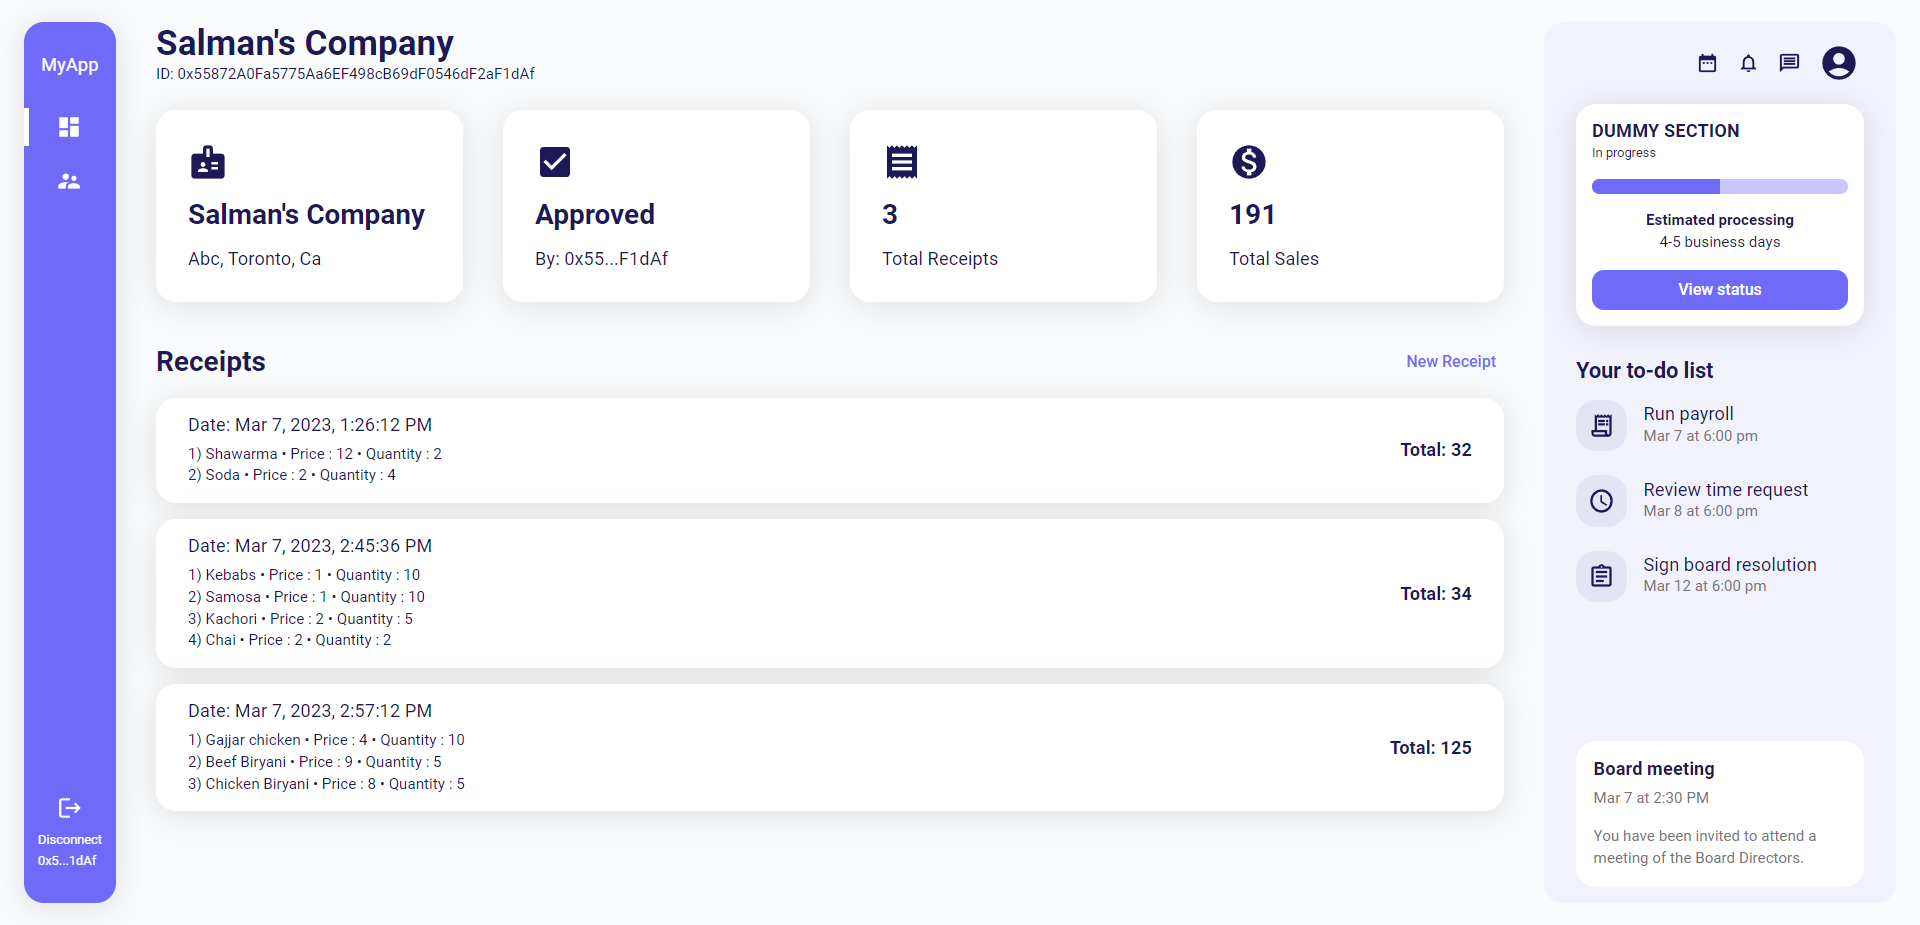 MyApp
Disconnect
0x5...1dAf
Salman's Company
ID: 0x55872A0Fa5775Aa6EF498cB69dF0546dF2aF1dAf
Salman's Company
Abc, Toronto, Ca
Approved
By: 0x55...F1dAf
3
Total Receipts
191
Total Sales
Receipts
New Receipt
Date: Mar 7, 2023, 1:26:12 PM
1) Shawarma • Price : 12 • Quantity : 2
2) Soda • Price : 2 • Quantity : 4
Total: 32
Date: Mar 7, 2023, 2:45:36 PM
1) Kebabs • Price : 1 • Quantity : 10
2) Samosa • Price : 1 • Quantity : 10
3) Kachori • Price : 2 • Quantity : 5
4) Chai • Price : 2 • Quantity : 2
Total: 34
Date: Mar 7, 2023, 2:57:12 PM
1) Gajjar chicken • Price : 4 • Quantity : 10
2) Beef Biryani • Price : 9 • Quantity : 5
3) Chicken Biryani • Price : 8 • Quantity : 5
Total: 125
DUMMY SECTION
In progress
Estimated processing
4-5 business days
View status
Your to-do list
Run payroll
Mar 7 at 6:00 pm
Review time request
Mar 8 at 6:00 pm
Sign board resolution
Mar 12 at 6:00 pm
Board meeting
Mar 7 at 2:30 PM
You have been invited to attend a
meeting of the Board Directors.